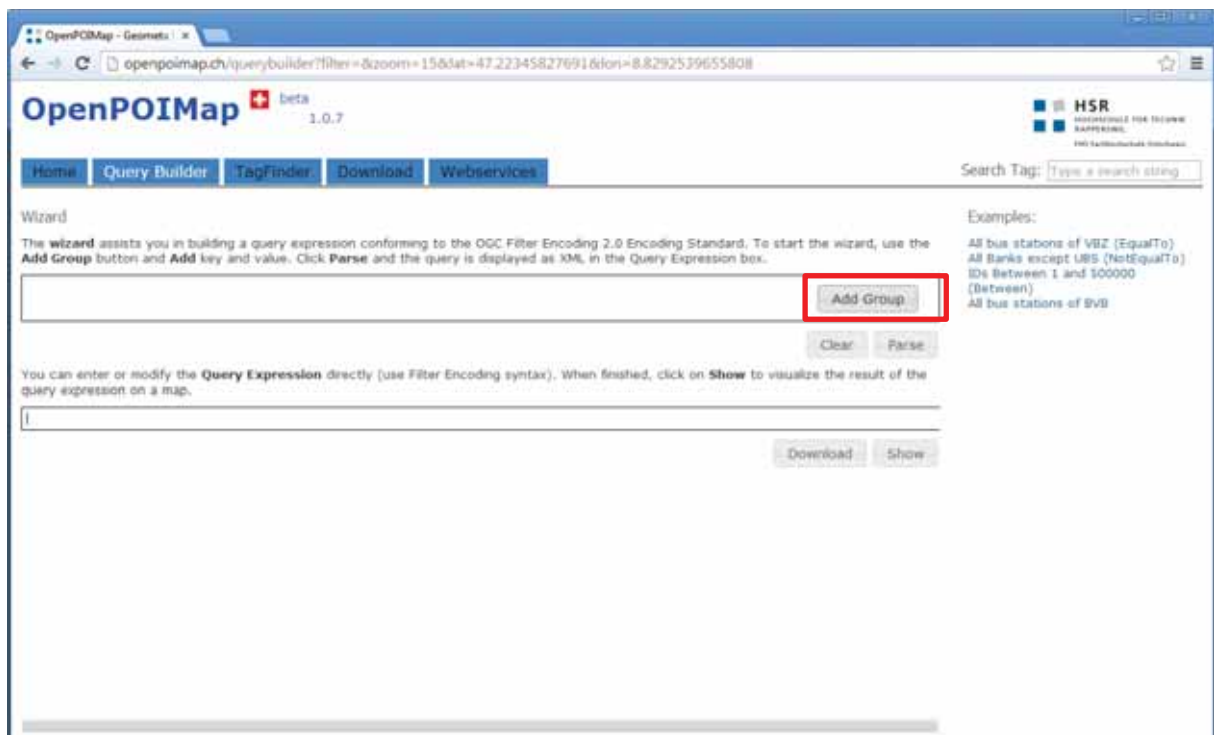 OpenPOIMap - Geometa
openpoimap.ch/querybuilder?filter=&zoom=15&lat=47.22345827691&lon=8.8292539655808
OpenPOIMap beta
1.0.7
HSR
HOCHSCHULE FÜR TECHNIK
RAPPERSWIL
Home Query Builder TagFinder Download Webservices
Search Tag: Type a search string
Wizard
The wizard assists you in building a query expression conforming to the OGC Filter Encoding 2.0 Encoding Standard. To start the wizard, use the
Add Group button and Add key and value. Click Parse and the query is displayed as XML in the Query Expression box.
Add Group
Clear Parse
You can enter or modify the Query Expression directly (use Filter Encoding syntax). When finished, click on Show to visualize the result of the
query expression on a map.
Download Show
Examples:
All bus stations of VBZ (EqualTo)
All Banks except UBS (NotEqualTo)
IDs Between 1 and 500000
(Between)
All bus stations of BVB